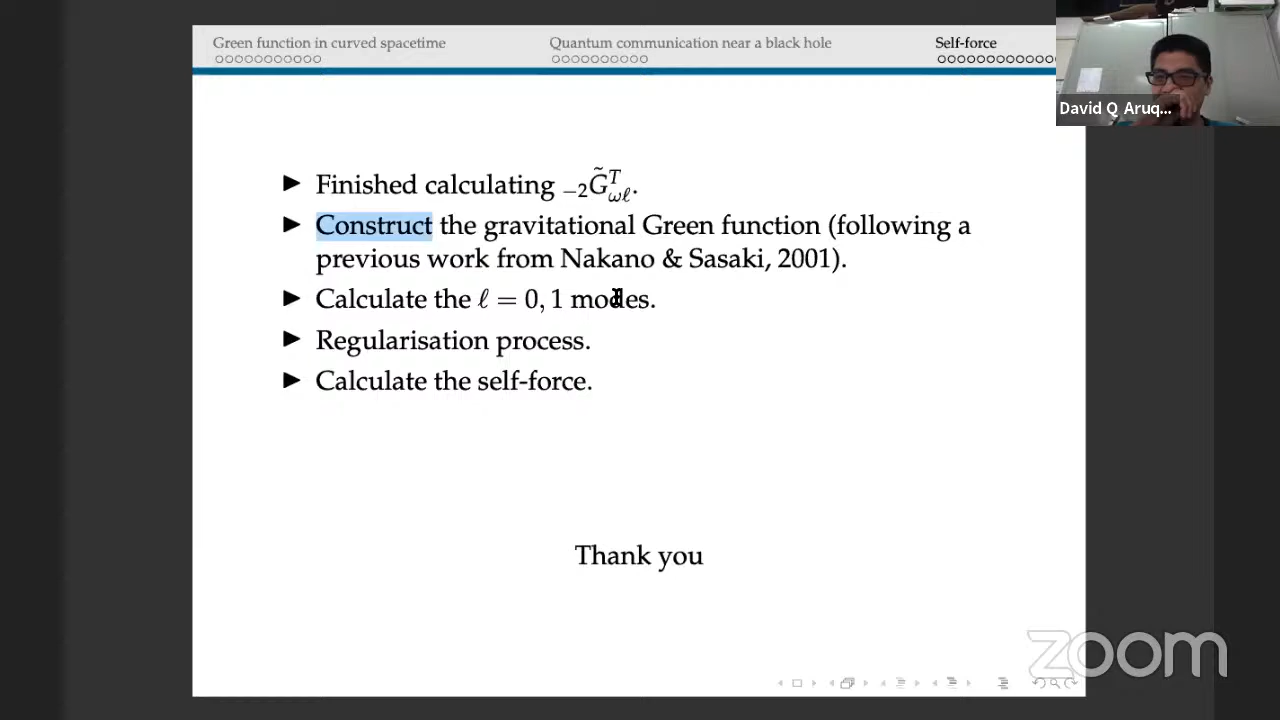 Green function in curved spacetime Quantum communication near a black hole Self-force
David Q Aruq...
▶ Finished calculating ₋₂G̃ᵀ_ωℓ.
▶ Construct the gravitational Green function (following a
previous work from Nakano & Sasaki, 2001).
▶ Calculate the ℓ = 0, 1 modes.
▶ Regularisation process.
▶ Calculate the self-force.
Thank you
zoom